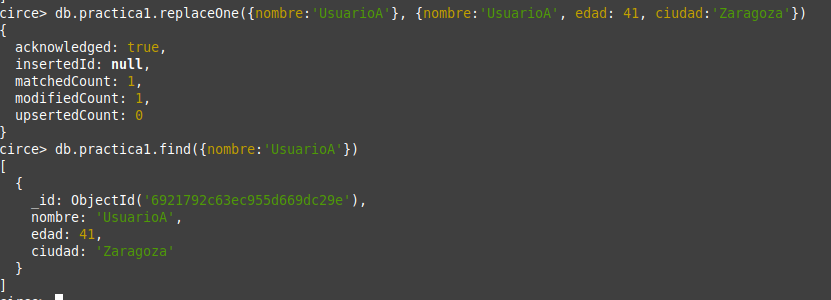 circe> db.practica1.replaceOne({nombre:'UsuarioA'}, {nombre:'UsuarioA', edad: 41, ciudad:'Zaragoza'})
{
  acknowledged: true,
  insertedId: null,
  matchedCount: 1,
  modifiedCount: 1,
  upsertedCount: 0
}
circe> db.practica1.find({nombre:'UsuarioA'})
[
  {
    _id: ObjectId('6921792c63ec955d669dc29e'),
    nombre: 'UsuarioA',
    edad: 41,
    ciudad: 'Zaragoza'
  }
]
circe>